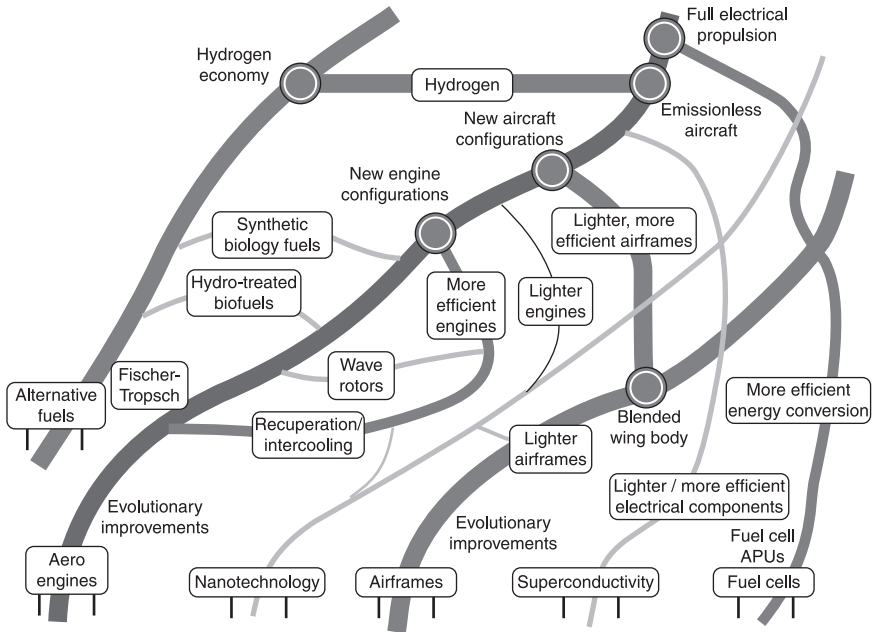 Full electrical
propulsion
Hydrogen
economy
Hydrogen
Emissionless
aircraft
New aircraft
configurations
New engine
configurations
Synthetic
biology fuels
Lighter, more
efficient airframes
Hydro-treated
biofuels
More
efficient
engines
Lighter
engines
Wave
rotors
Fischer-
Tropsch
Alternative
fuels
More efficient
energy conversion
Recuperation/
intercooling
Blended
wing body
Lighter
airframes
Lighter / more efficient
electrical components
Evolutionary
improvements
Evolutionary
improvements
Fuel cell
APUs
Aero
engines
Nanotechnology
Airframes
Superconductivity
Fuel cells